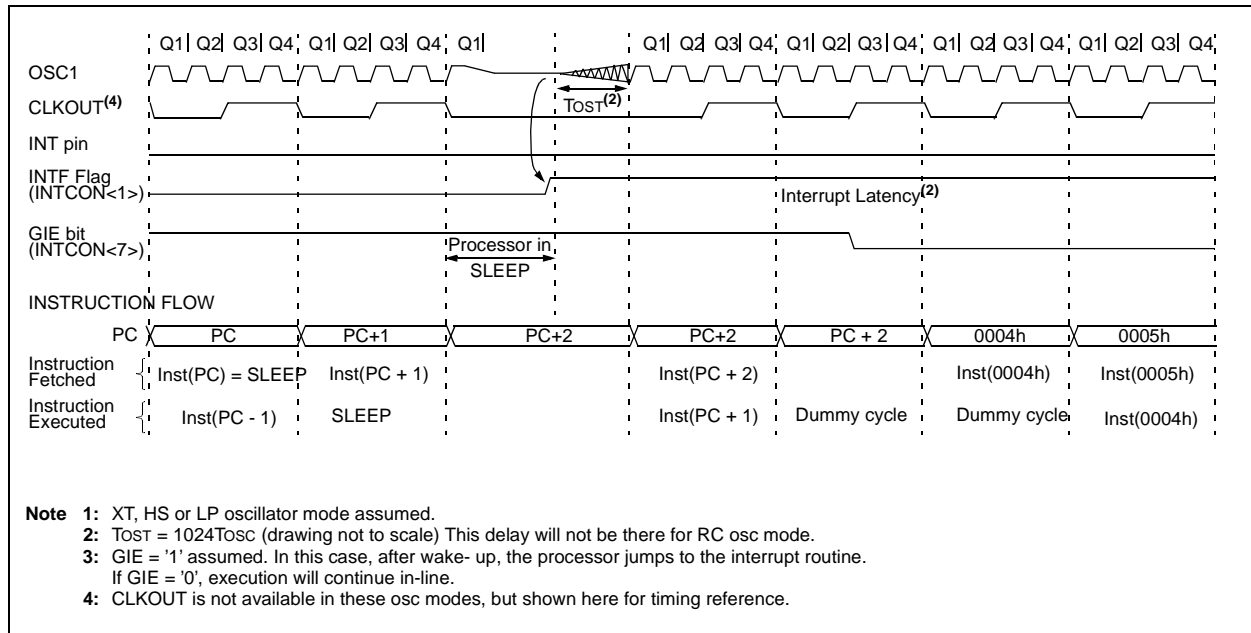 Q1 Q2 Q3 Q4 Q1 Q2 Q3 Q4 Q1 Q1 Q2 Q3 Q4 Q1 Q2 Q3 Q4 Q1 Q2 Q3 Q4 Q1 Q2 Q3 Q4
OSC1
CLKOUT(4)
TOST(2)
INT pin
INTF Flag
(INTCON<1>)
Interrupt Latency(2)
GIE bit
(INTCON<7>)
Processor in
SLEEP
INSTRUCTION FLOW
PC PC PC+1 PC+2 PC+2 PC + 2 0004h 0005h
Instruction
Fetched
Inst(PC) = SLEEP Inst(PC + 1) Inst(PC + 2) Inst(0004h) Inst(0005h)
Instruction
Executed
Inst(PC - 1) SLEEP Inst(PC + 1) Dummy cycle Dummy cycle Inst(0004h)
Note 1: XT, HS or LP oscillator mode assumed.
2: TOST = 1024TOSC (drawing not to scale) This delay will not be there for RC osc mode.
3: GIE = '1' assumed. In this case, after wake- up, the processor jumps to the interrupt routine.
If GIE = '0', execution will continue in-line.
4: CLKOUT is not available in these osc modes, but shown here for timing reference.